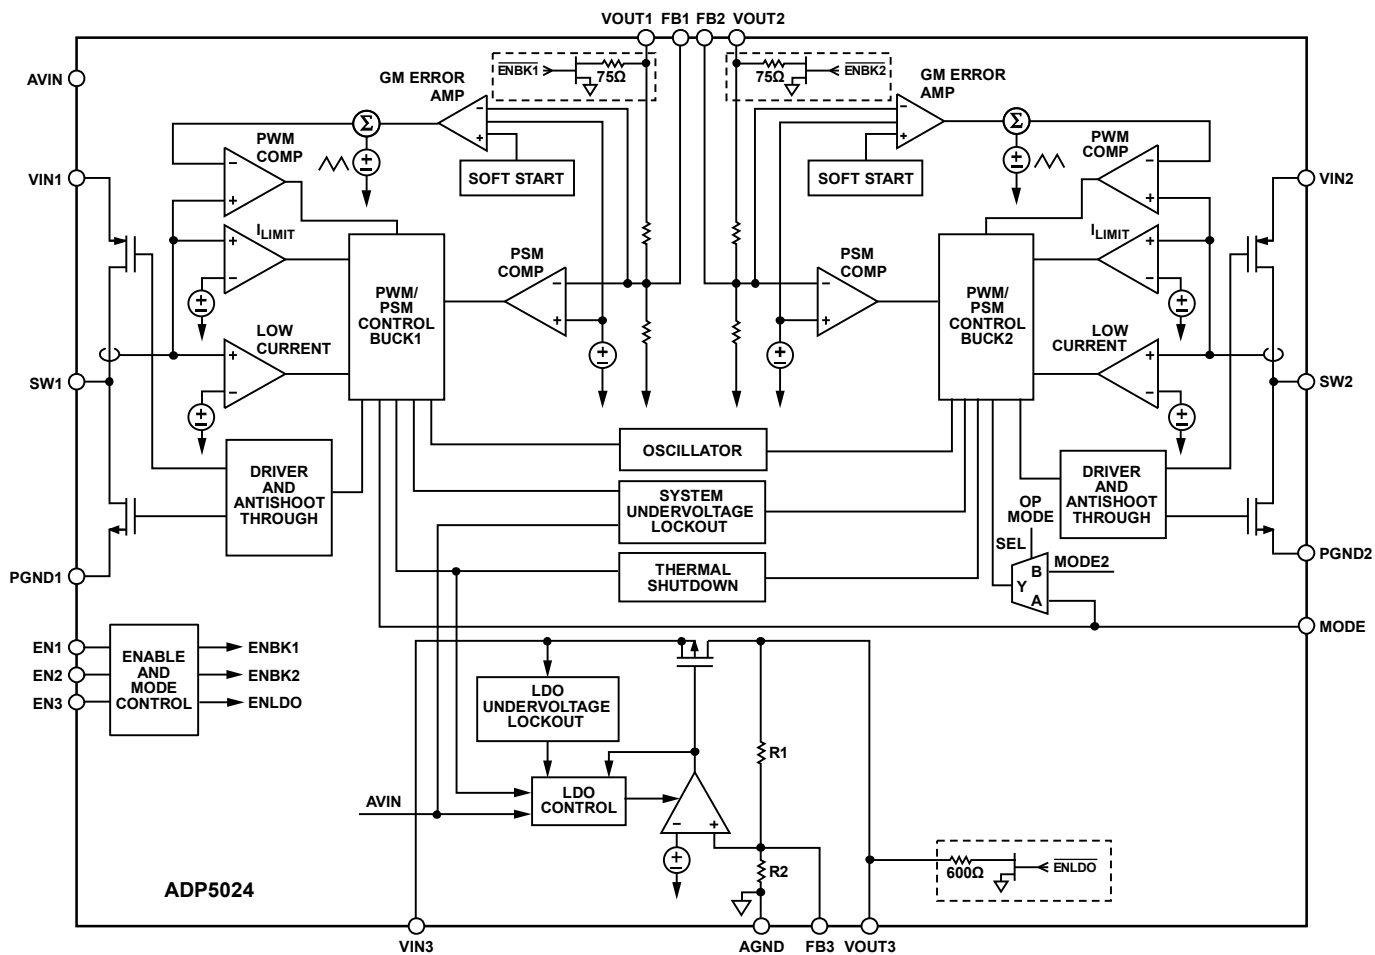 VOUT1 FB1 FB2 VOUT2
AVIN
ENBK1
75Ω
75Ω
ENBK2
GM ERROR
AMP
GM ERROR
AMP
−
+
−
+
Σ
Σ
PWM
COMP
PWM
COMP
SOFT START
SOFT START
VIN1
VIN2
−
+
−
+
ILIMIT
ILIMIT
+
−
+
−
PSM
COMP
PSM
COMP
−
+
−
+
PWM/
PSM
CONTROL
BUCK1
PWM/
PSM
CONTROL
BUCK2
LOW
CURRENT
LOW
CURRENT
+
−
+
−
SW1
SW2
DRIVER
AND
ANTISHOOT
THROUGH
OSCILLATOR
DRIVER
AND
ANTISHOOT
THROUGH
SYSTEM
UNDERVOLTAGE
LOCKOUT
OP
MODE
SEL
THERMAL
SHUTDOWN
B
Y
A
MODE2
PGND1
PGND2
MODE
EN1
EN2
EN3
ENABLE
AND
MODE
CONTROL
ENBK1
ENBK2
ENLDO
LDO
UNDERVOLTAGE
LOCKOUT
R1
AVIN
LDO
CONTROL
−
+
R2
600Ω
ENLDO
ADP5024
VIN3
AGND
FB3
VOUT3